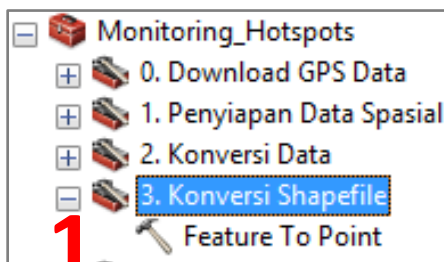 Monitoring_Hotspots
0. Download GPS Data
1. Penyiapan Data Spasial
2. Konversi Data
3. Konversi Shapefile
1
Feature To Point